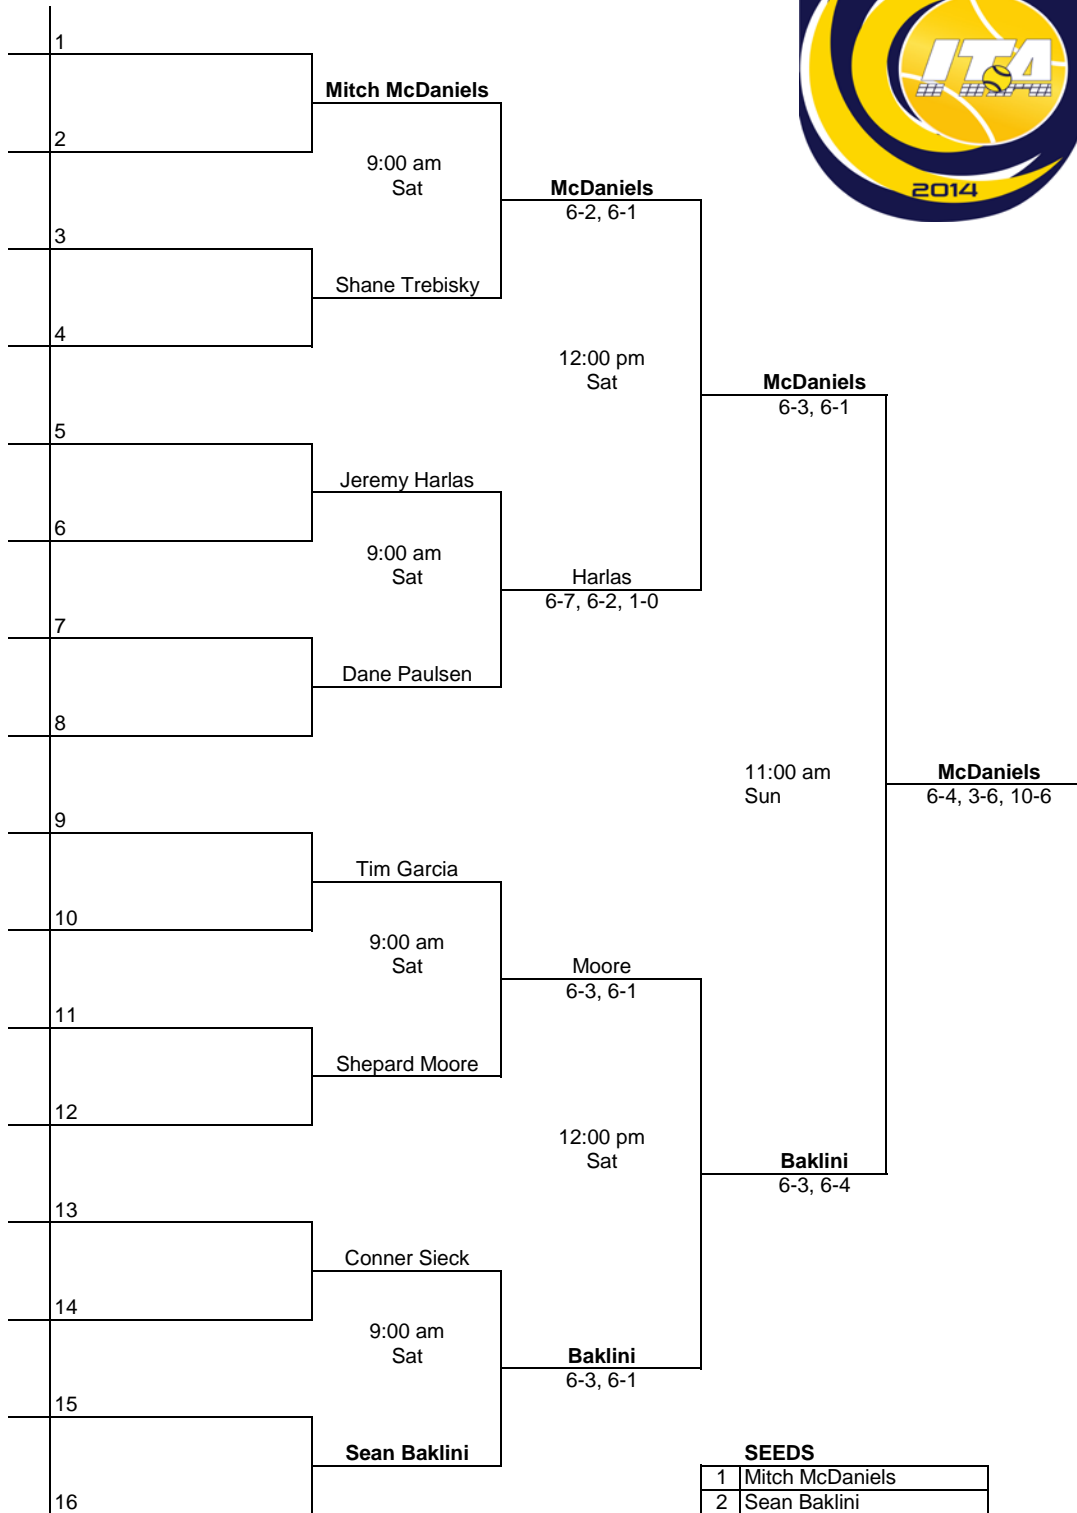 ITA
2014
1
Mitch McDaniels
2
9:00 am
Sat
McDaniels
6-2, 6-1
3
Shane Trebisky
4
12:00 pm
Sat
McDaniels
6-3, 6-1
5
Jeremy Harlas
6
9:00 am
Sat
Harlas
6-7, 6-2, 1-0
7
Dane Paulsen
8
11:00 am
Sun
McDaniels
6-4, 3-6, 10-6
9
Tim Garcia
10
9:00 am
Sat
Moore
6-3, 6-1
11
Shepard Moore
12
12:00 pm
Sat
Baklini
6-3, 6-4
13
Conner Sieck
14
9:00 am
Sat
Baklini
6-3, 6-1
15
Sean Baklini
16
SEEDS
1 Mitch McDaniels
2 Sean Baklini